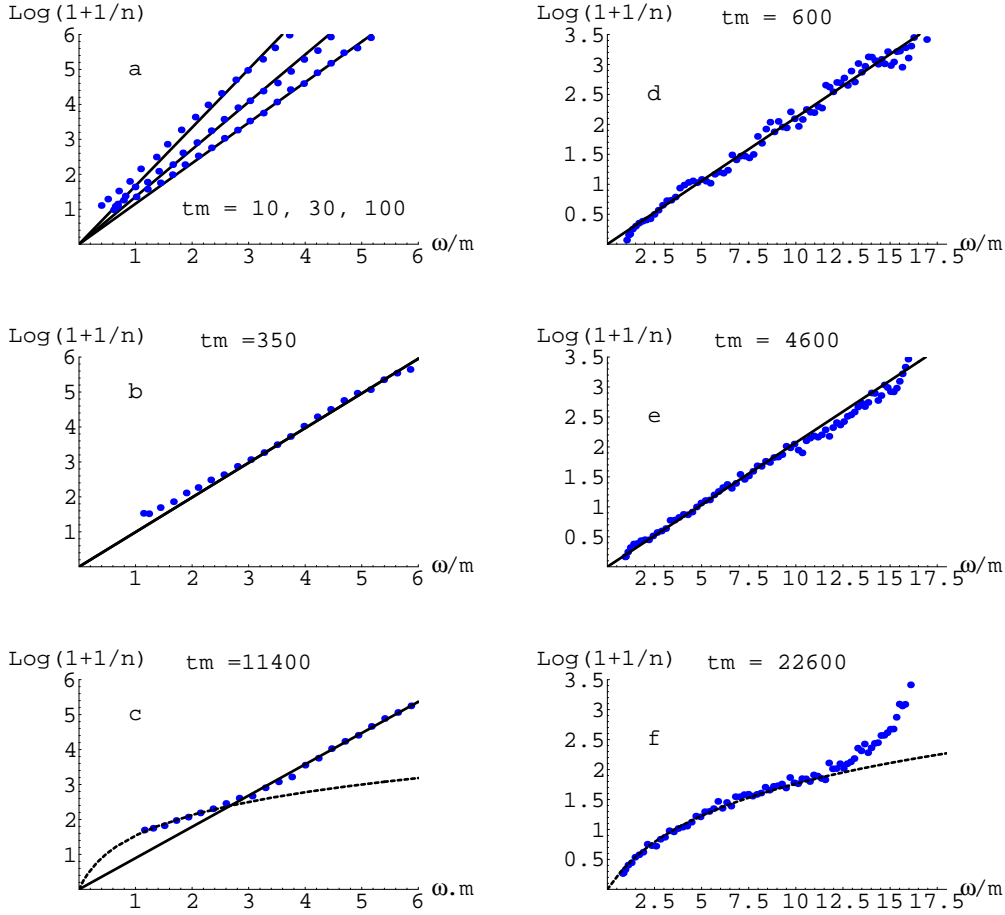 Log(1+1/n)
6
5
4
3
2
1
a
tm = 10, 30, 100
1 2 3 4 5 6
ω/m
Log(1+1/n)
tm = 600
3.5
3
2.5
2
1.5
1
0.5
d
2.5 5 7.5 10 12.5 15 17.5
ω/m
Log(1+1/n)
tm =350
6
5
4
3
2
1
b
1 2 3 4 5 6
ω/m
Log(1+1/n)
tm = 4600
3.5
3
2.5
2
1.5
1
0.5
e
2.5 5 7.5 10 12.5 15 17.5
ω/m
Log(1+1/n)
tm =11400
6
5
4
3
2
1
c
1 2 3 4 5 6
ω.m
Log(1+1/n)
tm = 22600
3.5
3
2.5
2
1.5
1
0.5
f
2.5 5 7.5 10 12.5 15 17.5
ω/m